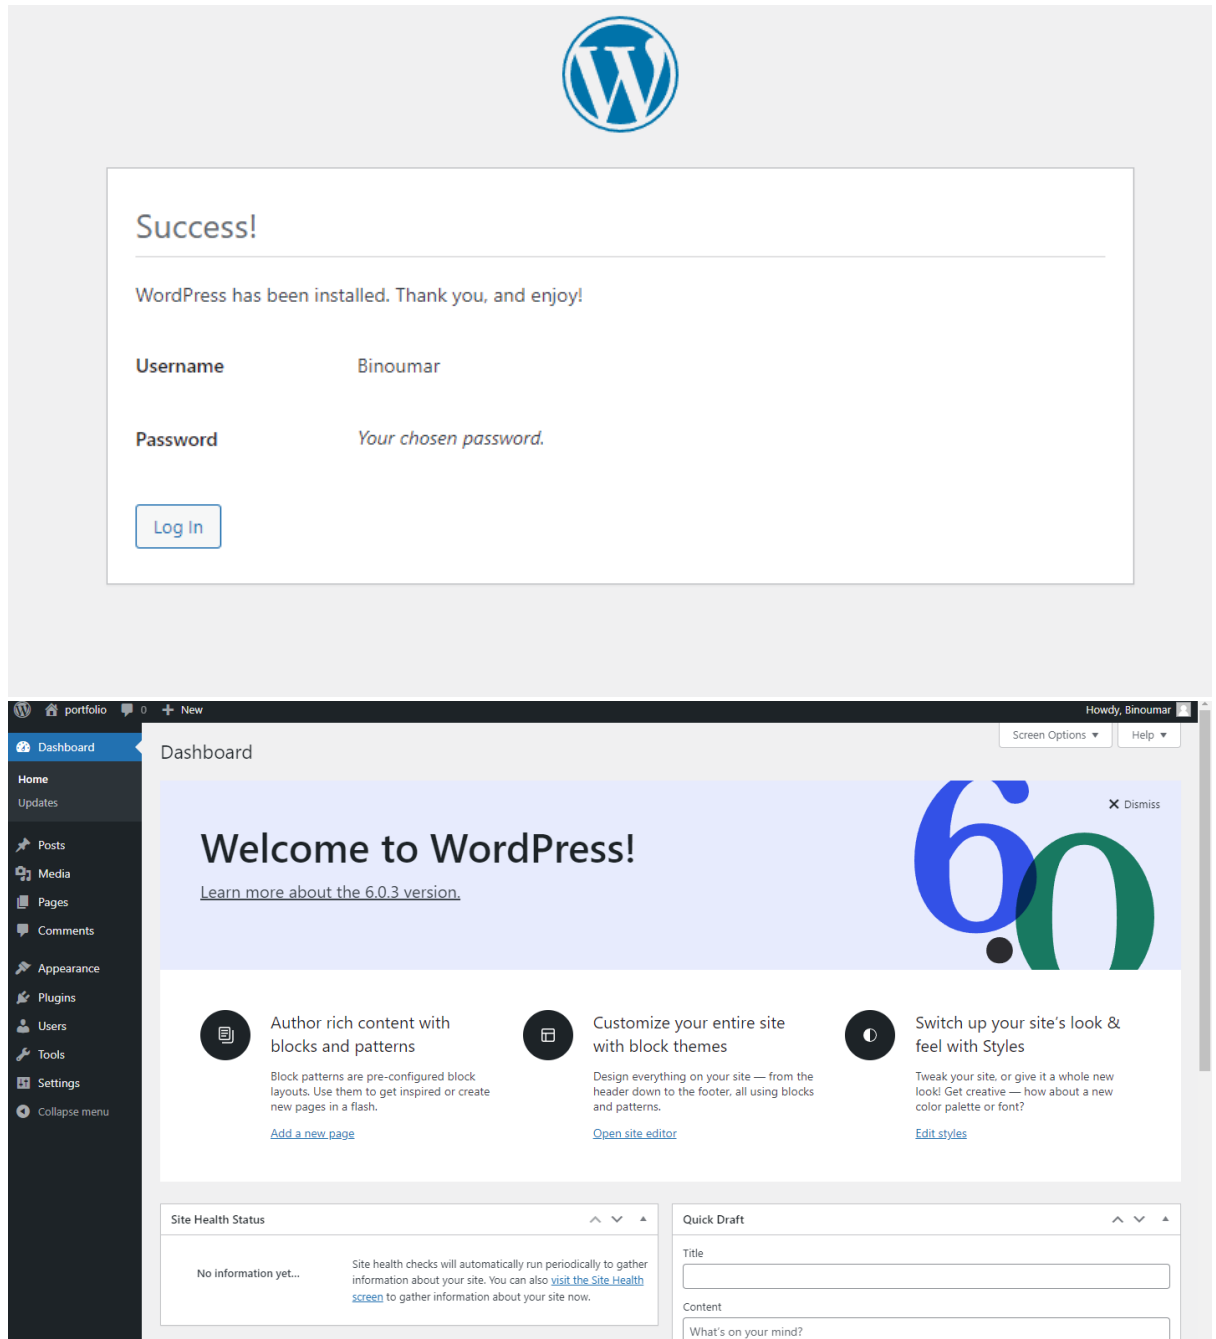 Success!
WordPress has been installed. Thank you, and enjoy!
Username Binoumar
Password Your chosen password.
Log In
portfolio 0 New Howdy, Binoumar
Screen Options Help
Dashboard
Home
Updates
Posts
Media
Pages
Comments
Appearance
Plugins
Users
Tools
Settings
Collapse menu
Dashboard
Dismiss
Welcome to WordPress!
Learn more about the 6.0.3 version.
6.0
Author rich content with
blocks and patterns
Block patterns are pre-configured block
layouts. Use them to get inspired or create
new pages in a flash.
Add a new page
Customize your entire site
with block themes
Design everything on your site — from the
header down to the footer, all using blocks
and patterns.
Open site editor
Switch up your site's look &
feel with Styles
Tweak your site, or give it a whole new
look! Get creative — how about a new
color palette or font?
Edit styles
Site Health Status
No information yet...
Site health checks will automatically run periodically to gather
information about your site. You can also visit the Site Health
screen to gather information about your site now.
Quick Draft
Title
Content
What's on your mind?